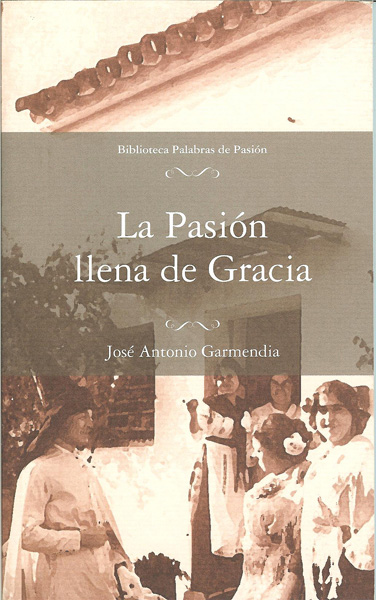 Biblioteca Palabras de Pasión
La Pasión
llena de Gracia
José Antonio Garmendia